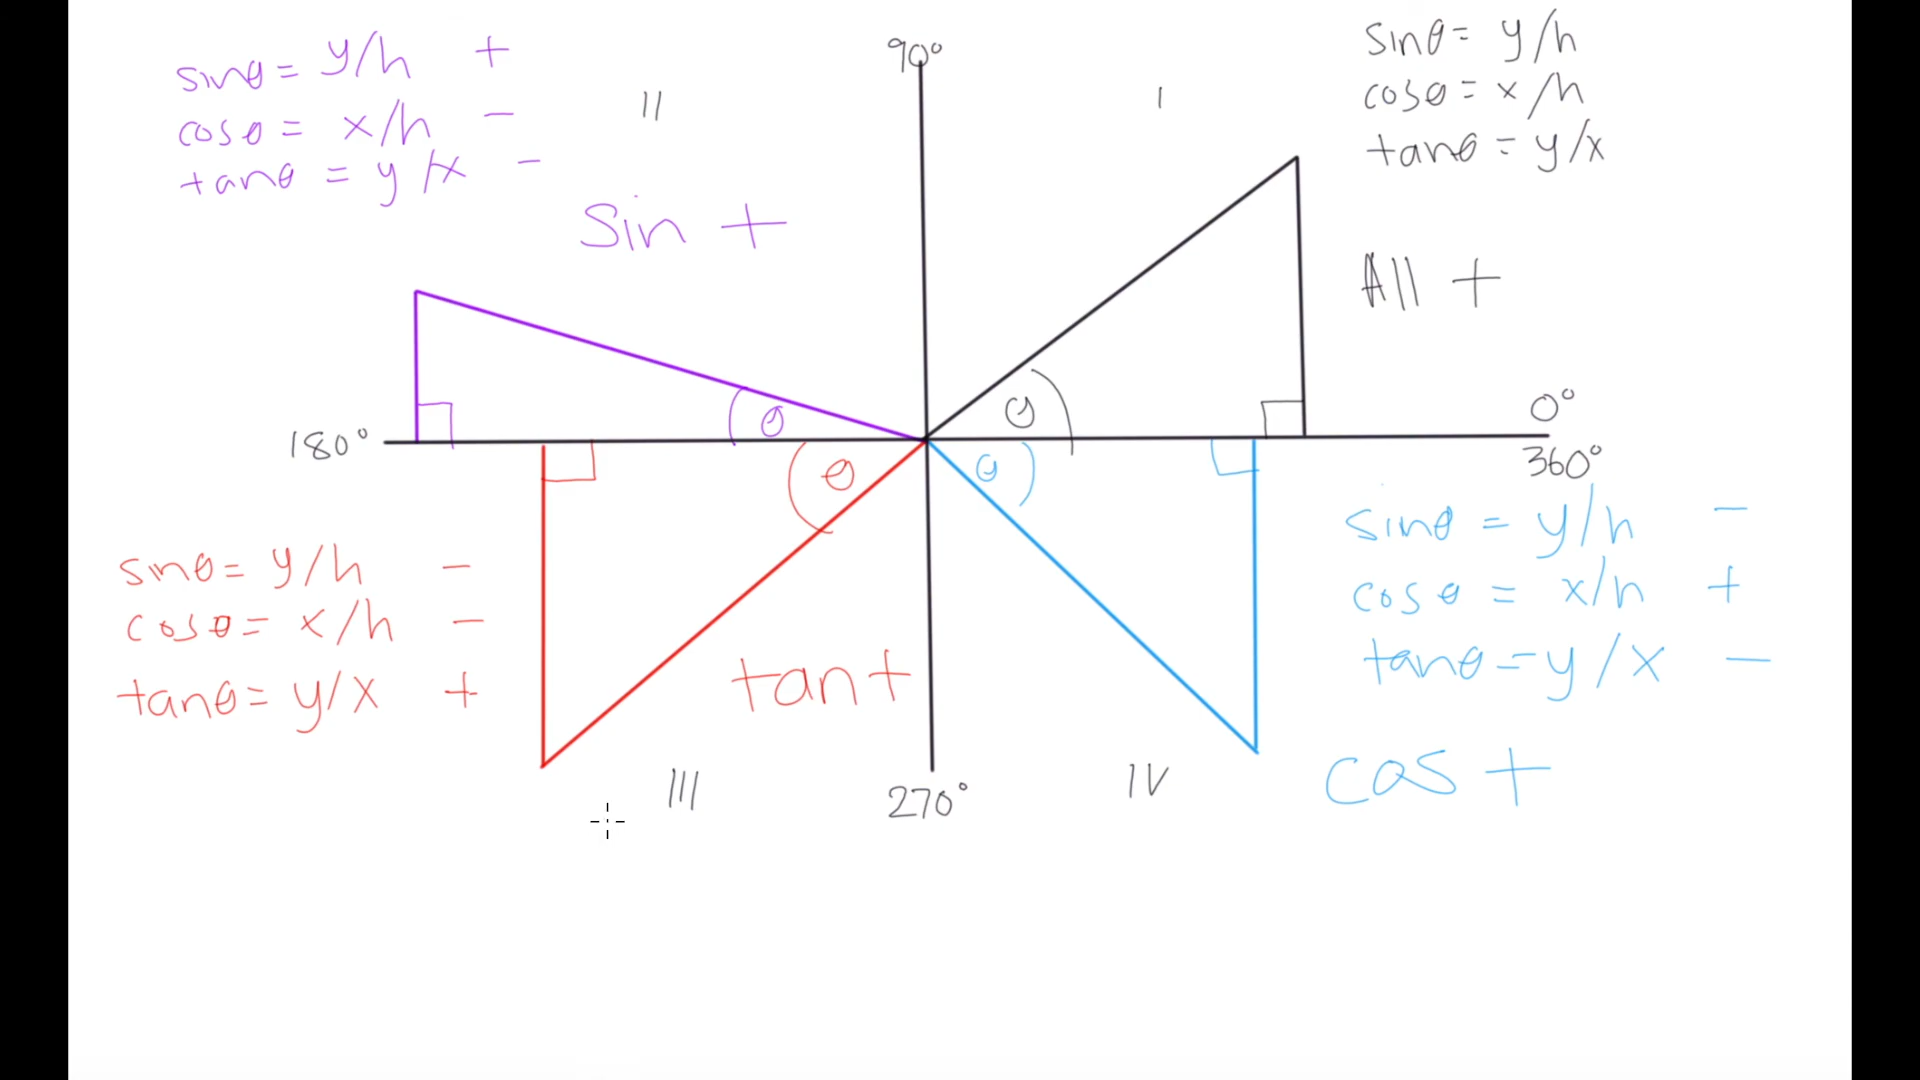 sinθ = y/h +
cosθ = x/h -
tanθ = y/x -
II
sin +
90°
I
sinθ = y/h
cosθ = x/h
tanθ = y/x
All +
θ
θ
180°
0°
360°
θ
θ
sinθ = y/h -
cosθ = x/h -
tanθ = y/x +
tan +
III
270°
IV
sinθ = y/h -
cosθ = x/h +
tanθ = y/x -
cos +